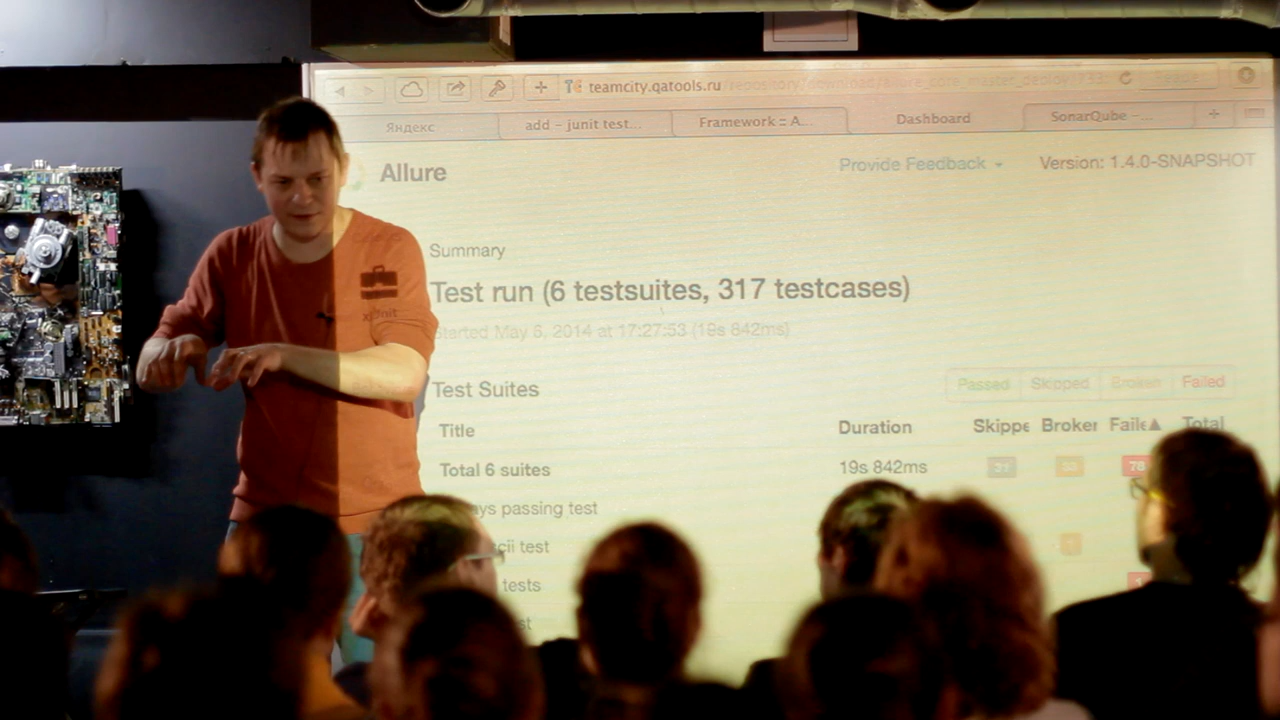 teamcity.qatools.ru
Яндекс add - junit test... Framework :: A... Dashboard SonarQube -...
Allure Provide Feedback Version: 1.4.0-SNAPSHOT
Summary
Test run (6 testsuites, 317 testcases)
Started May 6, 2014 at 17:27:53 (19s 842ms)
Test Suites Passed Skipped Broken Failed
Title Duration Skippe Broker Faile▲ Total
Total 6 suites 19s 842ms 78
passing test
test
tests